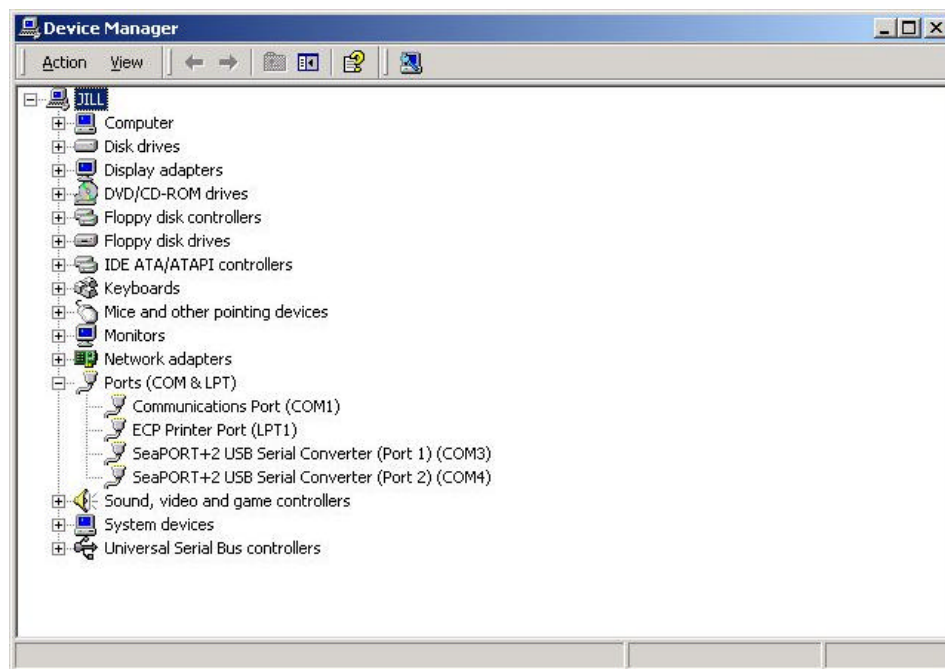 Device Manager
Action View
JILL
Computer
Disk drives
Display adapters
DVD/CD-ROM drives
Floppy disk controllers
Floppy disk drives
IDE ATA/ATAPI controllers
Keyboards
Mice and other pointing devices
Monitors
Network adapters
Ports (COM & LPT)
Communications Port (COM1)
ECP Printer Port (LPT1)
SeaPORT+2 USB Serial Converter (Port 1) (COM3)
SeaPORT+2 USB Serial Converter (Port 2) (COM4)
Sound, video and game controllers
System devices
Universal Serial Bus controllers